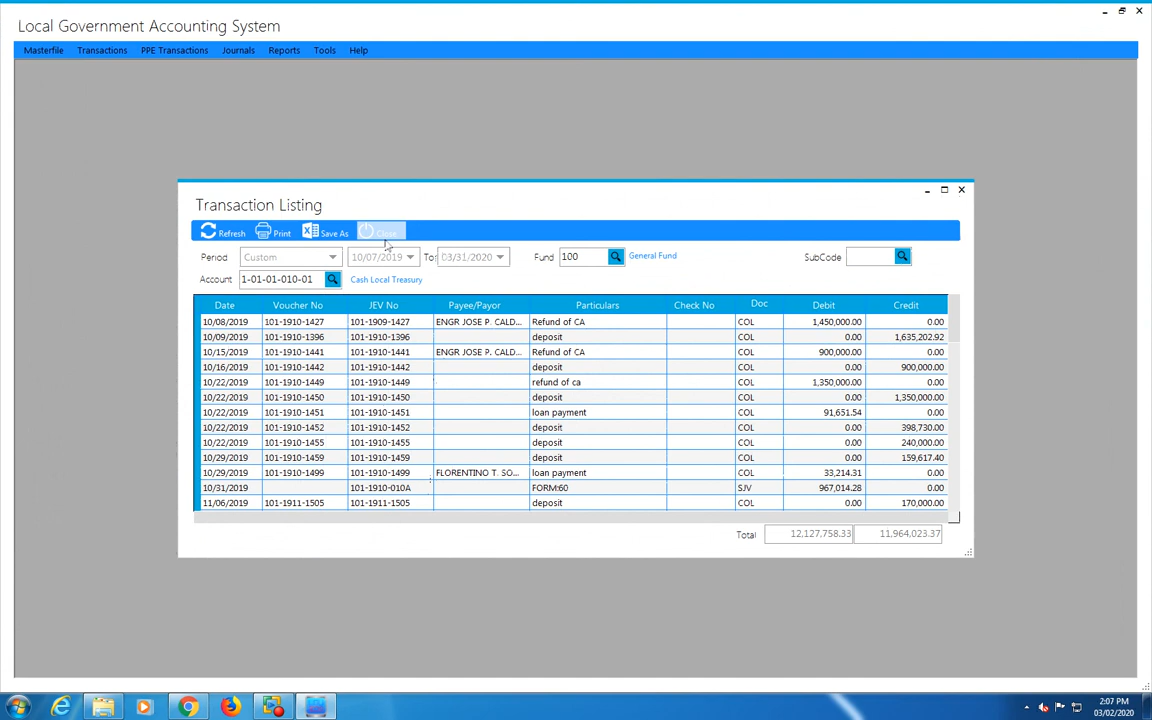 Local Government Accounting System
Masterfile Transactions PPE Transactions Journals Reports Tools Help
Transaction Listing
Refresh Print Save As Close
Period Custom 10/07/2019 To: 03/31/2020 Fund 100 General Fund SubCode
Account 1-01-01-010-01 Cash Local Treasury
Date Voucher No JEV No Payee/Payor Particulars Check No Doc Debit Credit
10/08/2019 101-1910-1427 101-1909-1427 ENGR JOSE P. CALD... Refund of CA COL 1,450,000.00 0.00
10/09/2019 101-1910-1396 101-1910-1396 deposit COL 0.00 1,635,202.92
10/15/2019 101-1910-1441 101-1910-1441 ENGR JOSE P. CALD... Refund of CA COL 900,000.00 0.00
10/16/2019 101-1910-1442 101-1910-1442 deposit COL 0.00 900,000.00
10/22/2019 101-1910-1449 101-1910-1449 refund of ca COL 1,350,000.00 0.00
10/22/2019 101-1910-1450 101-1910-1450 deposit COL 0.00 1,350,000.00
10/22/2019 101-1910-1451 101-1910-1451 loan payment COL 91,651.54 0.00
10/22/2019 101-1910-1452 101-1910-1452 deposit COL 0.00 398,730.00
10/22/2019 101-1910-1455 101-1910-1455 deposit COL 0.00 240,000.00
10/29/2019 101-1910-1459 101-1910-1459 deposit COL 0.00 159,617.40
10/29/2019 101-1910-1499 101-1910-1499 FLORENTINO T. SO... loan payment COL 33,214.31 0.00
10/31/2019 101-1910-010A FORM:60 SJV 967,014.28 0.00
11/06/2019 101-1911-1505 101-1911-1505 deposit COL 0.00 170,000.00
Total 12,127,758.33 11,964,023.37
2:07 PM
03/02/2020